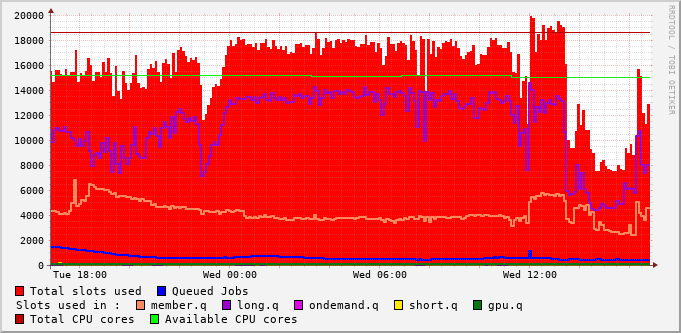 20000
18000
16000
14000
12000
10000
8000
6000
4000
2000
0
Tue 18:00 Wed 00:00 Wed 06:00 Wed 12:00
RRDTOOL / TOBI OETIKER
Total slots used Queued Jobs
Slots used in : member.q long.q ondemand.q short.q gpu.q
Total CPU cores Available CPU cores